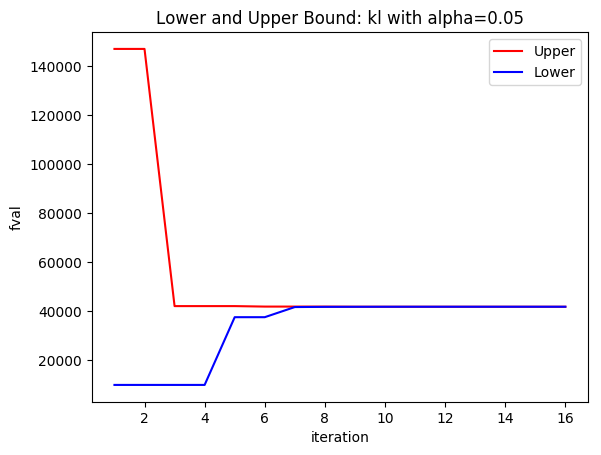 Lower and Upper Bound: kl with alpha=0.05
Upper
Lower
140000
120000
100000
80000
60000
40000
20000
fval
2 4 6 8 10 12 14 16
iteration